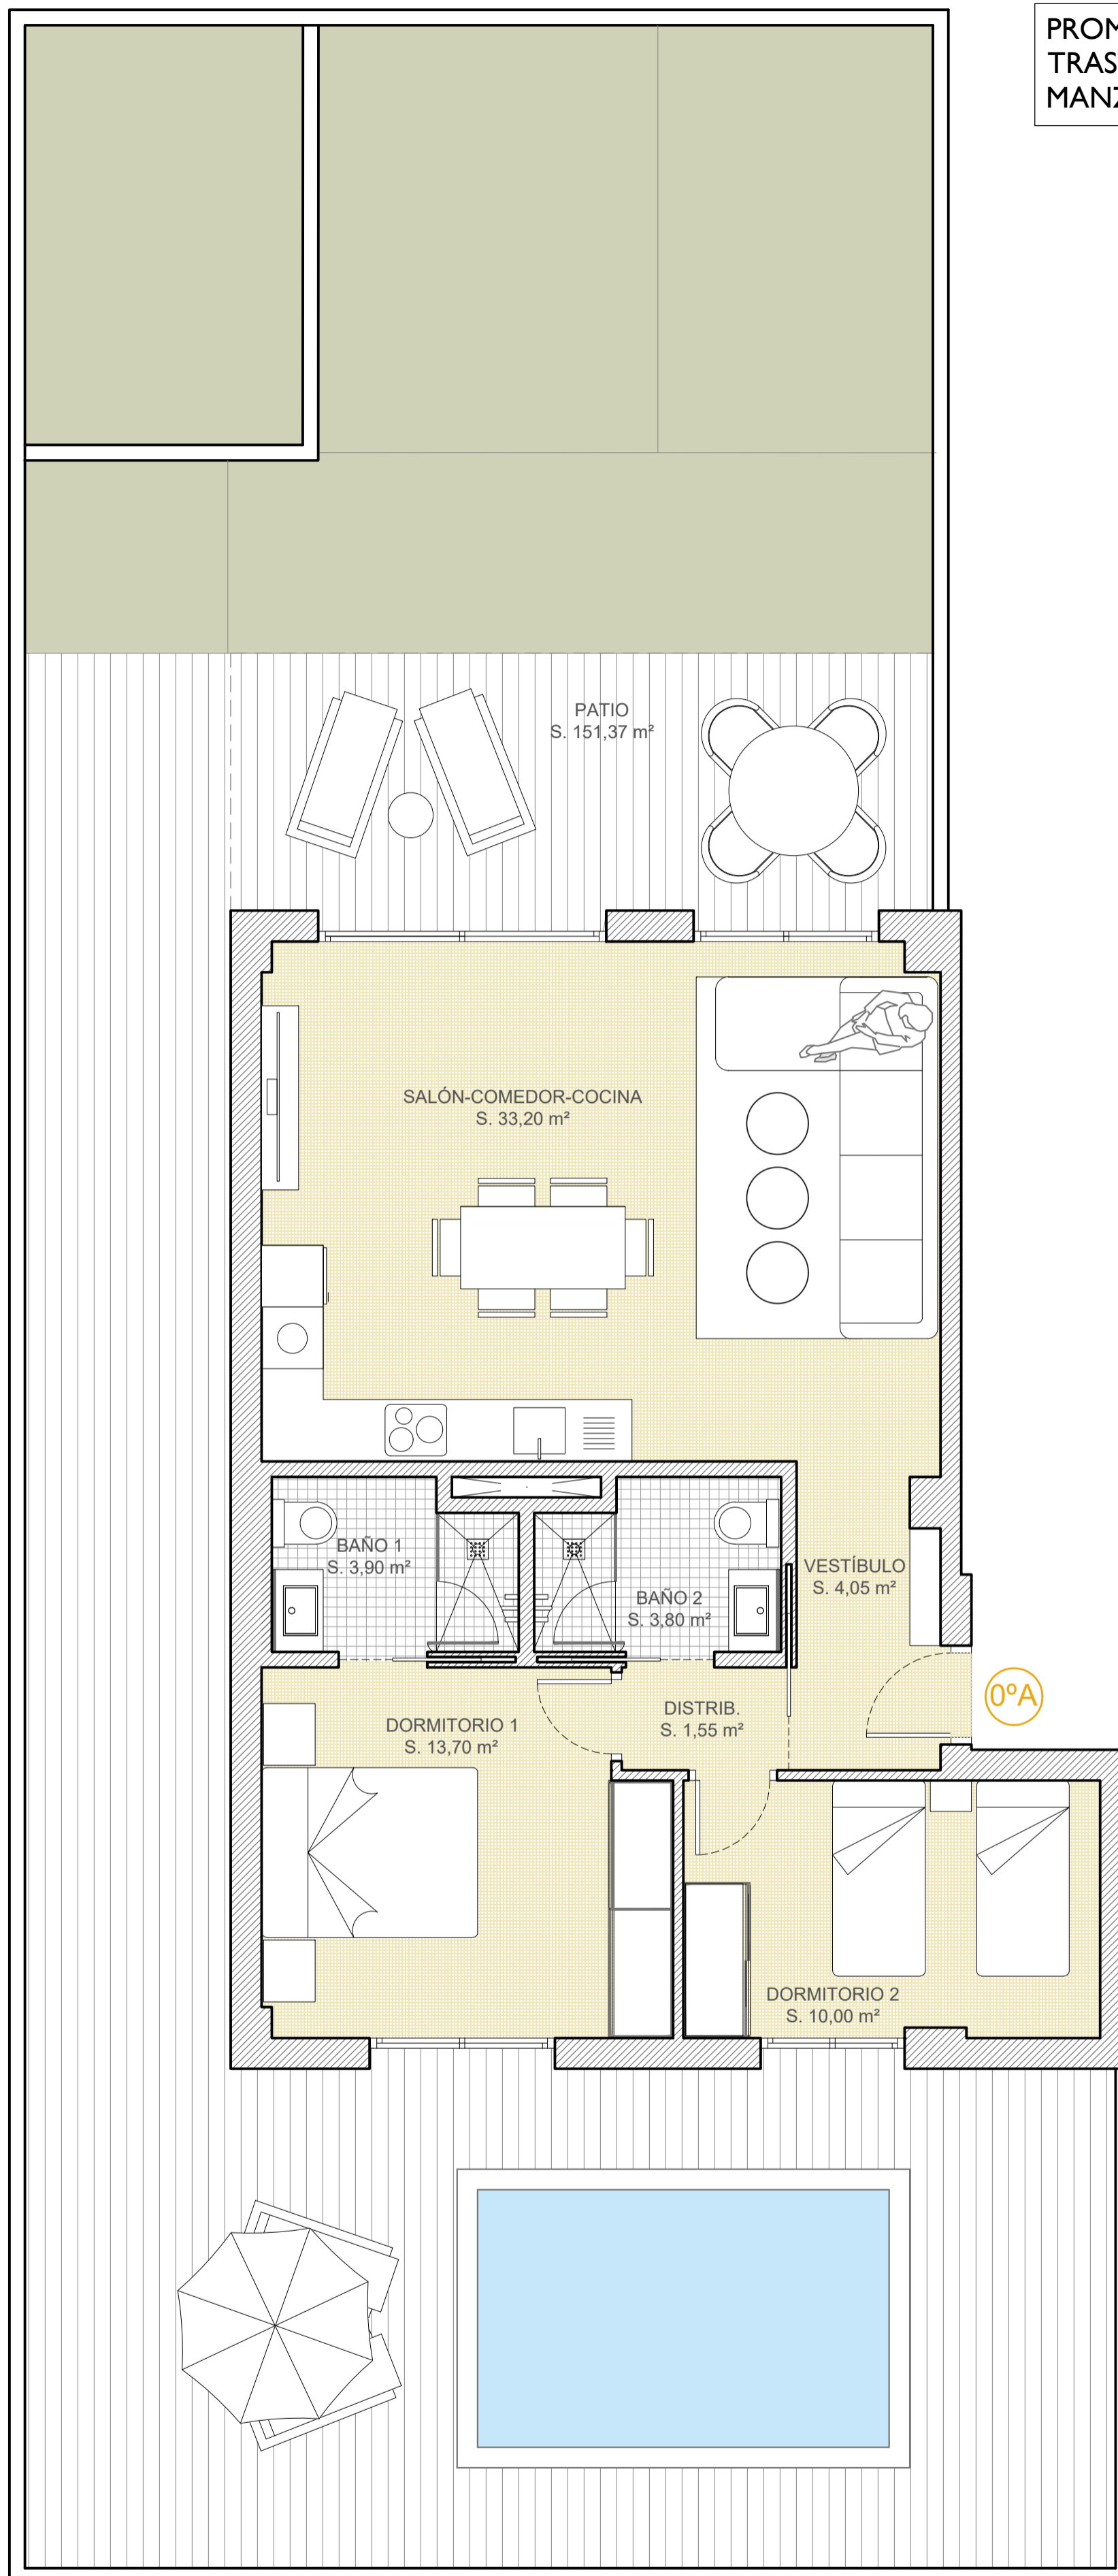 PROM
TRAS
MANZ
PATIO
S. 151,37 m²
SALÓN-COMEDOR-COCINA
S. 33,20 m²
BAÑO 1
S. 3,90 m²
BAÑO 2
S. 3,80 m²
VESTÍBULO
S. 4,05 m²
0ºA
DISTRIB.
S. 1,55 m²
DORMITORIO 1
S. 13,70 m²
DORMITORIO 2
S. 10,00 m²